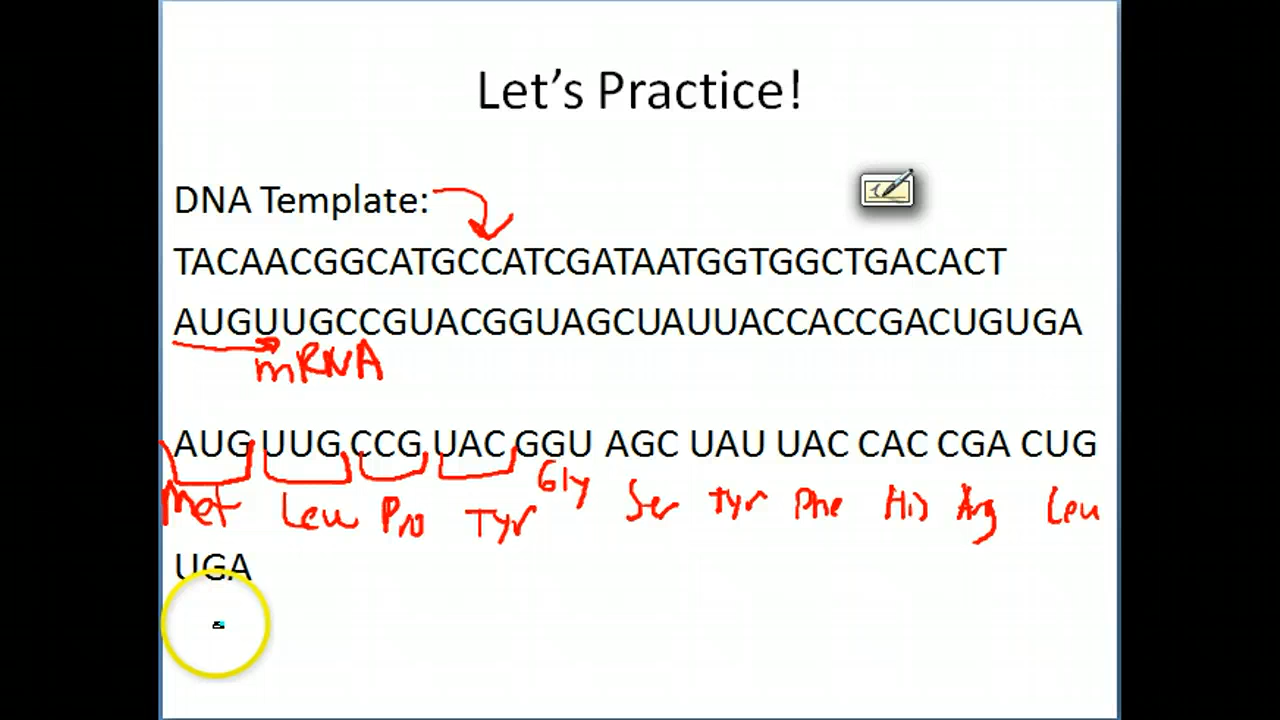 Let's Practice!
DNA Template:
TACAACGGCATGCCATCGATAATGGTGGCTGACACT
AUGUUGCCGUACGGUAGCUAUUACCACCGACUGUGA
mRNA
AUG UUG CCG UAC GGU AGC UAU UAC CAC CGA CUG
Met Leu Pro Tyr Gly Ser Tyr Phe His Arg Leu
UGA